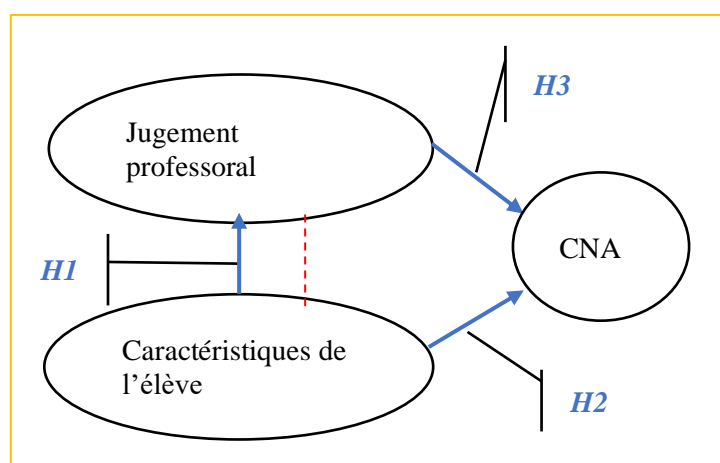 H3
Jugement
professoral
CNA
H1
Caractéristiques de
l’élève
H2